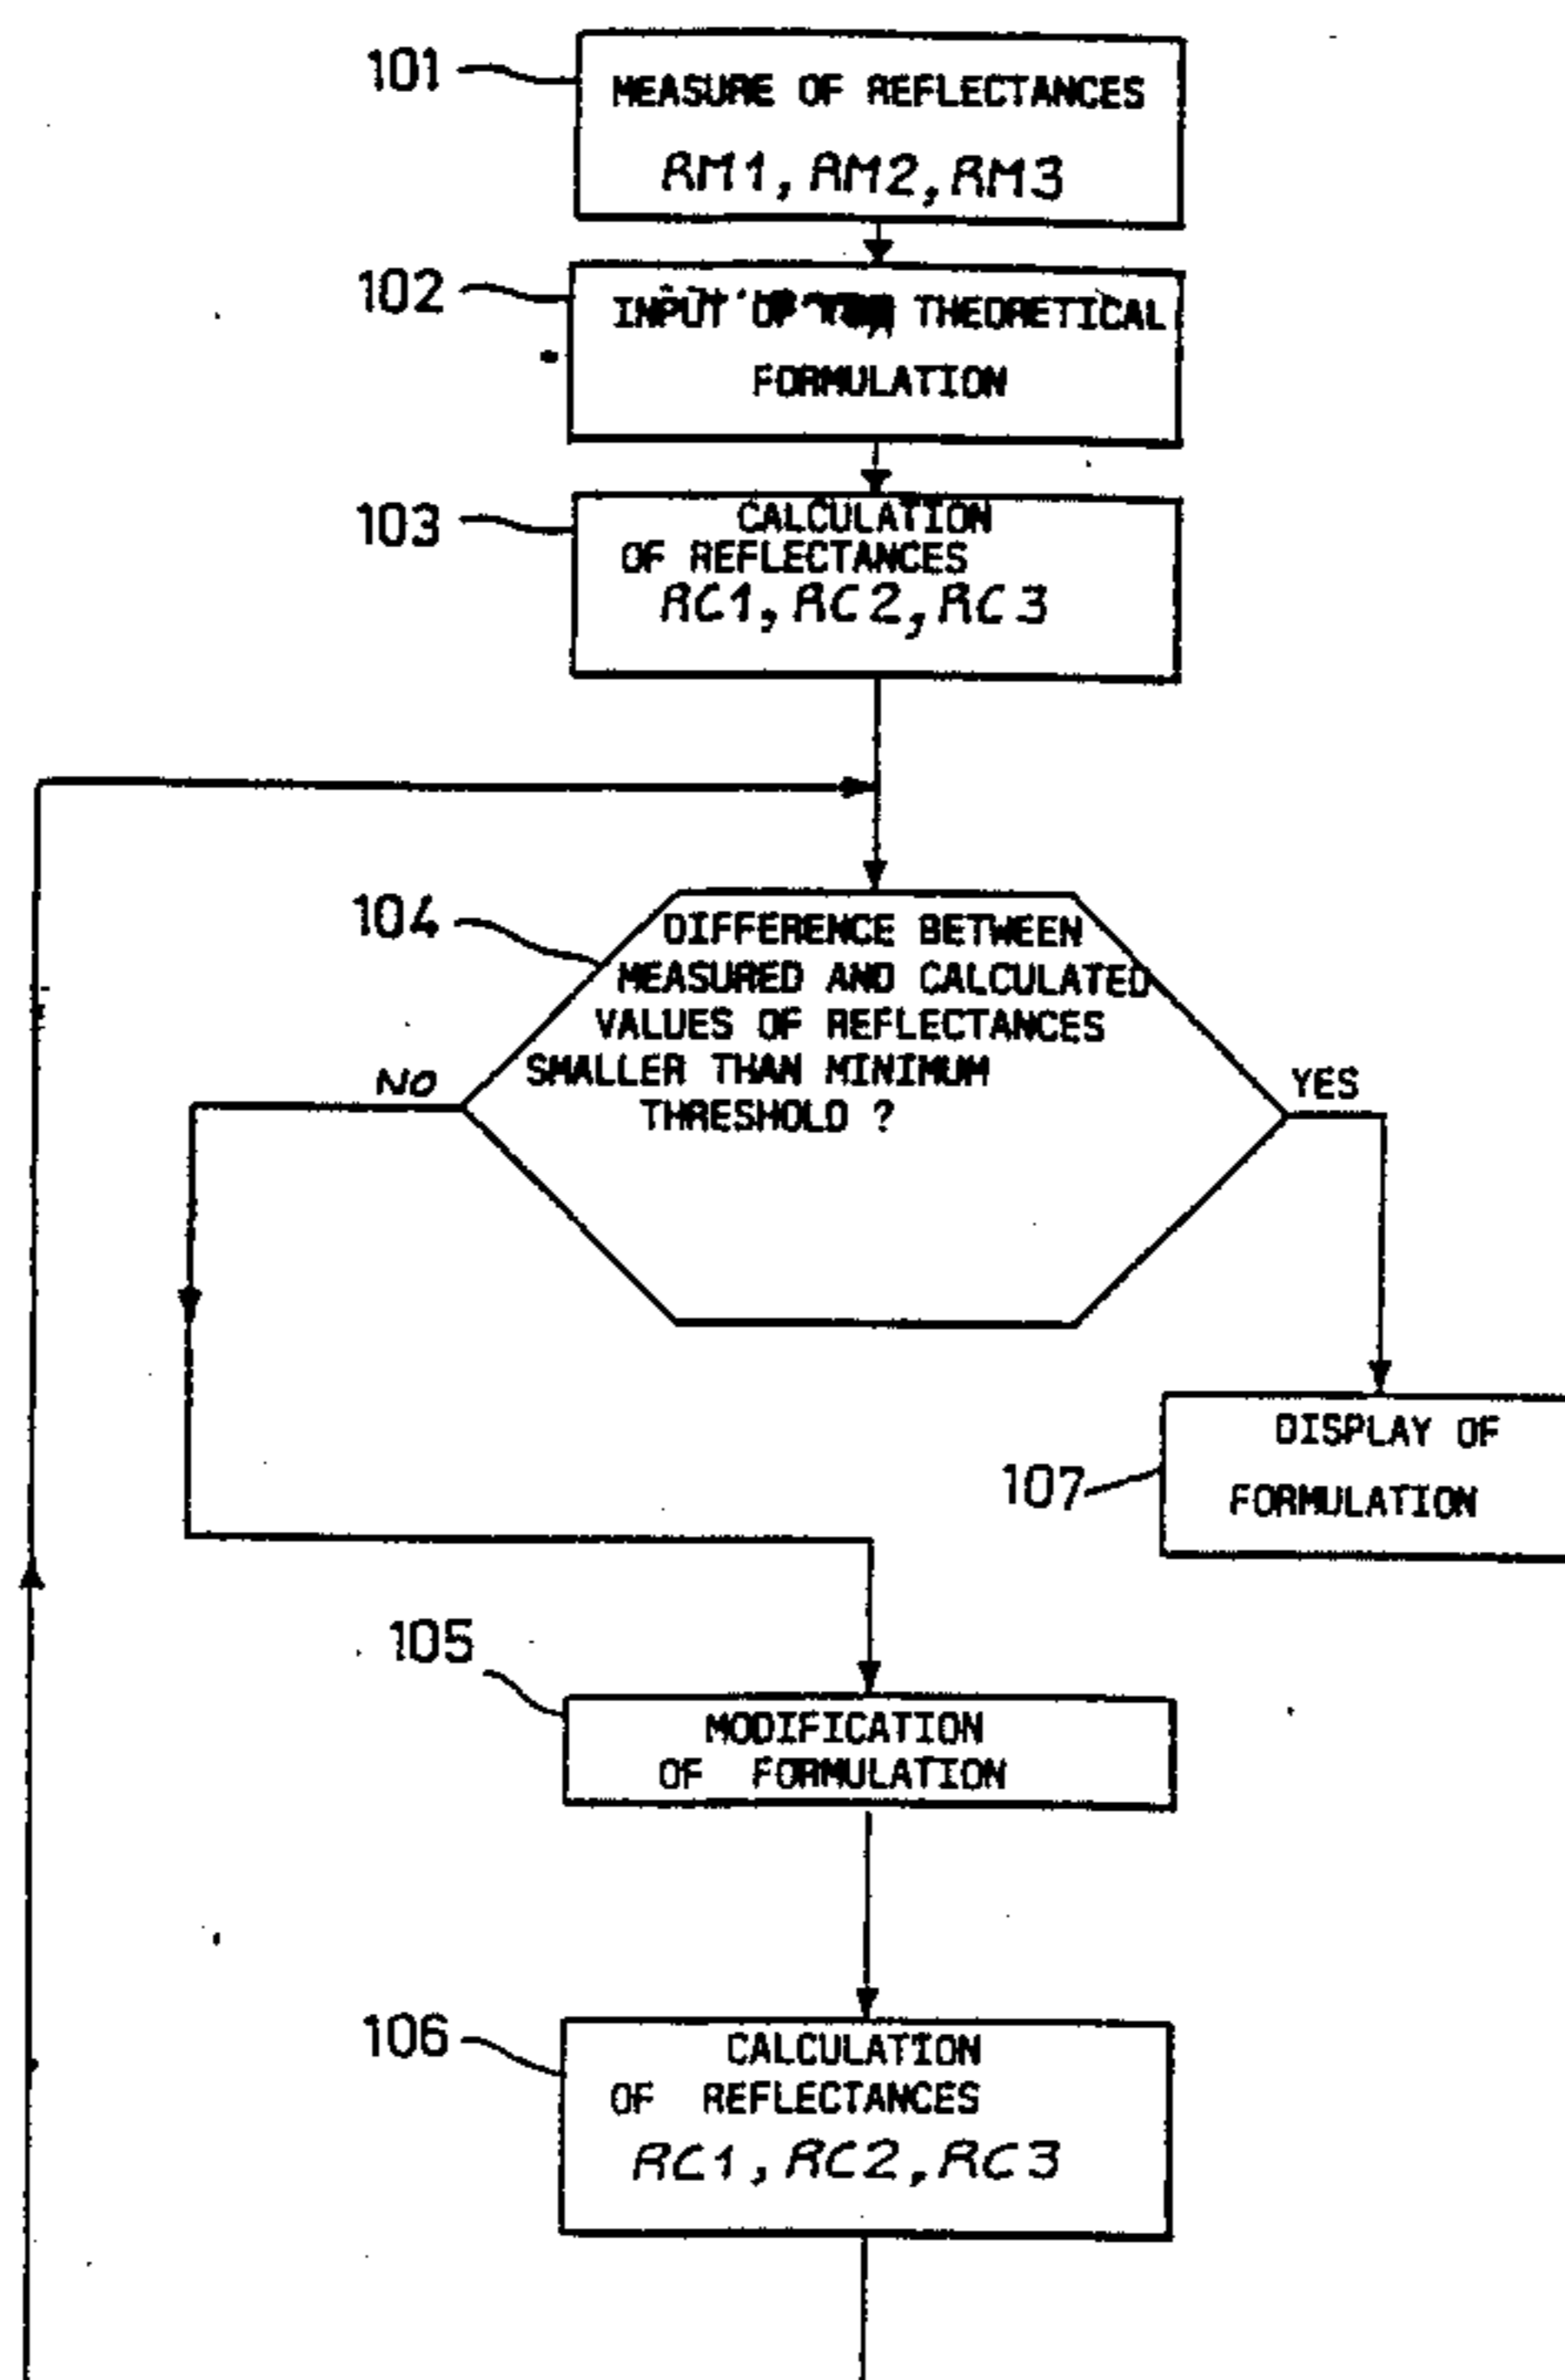 101
MEASURE OF REFLECTANCES
RM1, RM2, RM3
102
INPUT OF THEORETICAL
FORMULATION
103
CALCULATION
OF REFLECTANCES
RC1, RC2, RC3
104
DIFFERENCE BETWEEN
MEASURED AND CALCULATED
VALUES OF REFLECTANCES
SMALLER THAN MINIMUM
THRESHOLD ?
NO
YES
DISPLAY OF
107
FORMULATION
105
MODIFICATION
OF FORMULATION
106
CALCULATION
OF REFLECTANCES
RC1, RC2, RC3